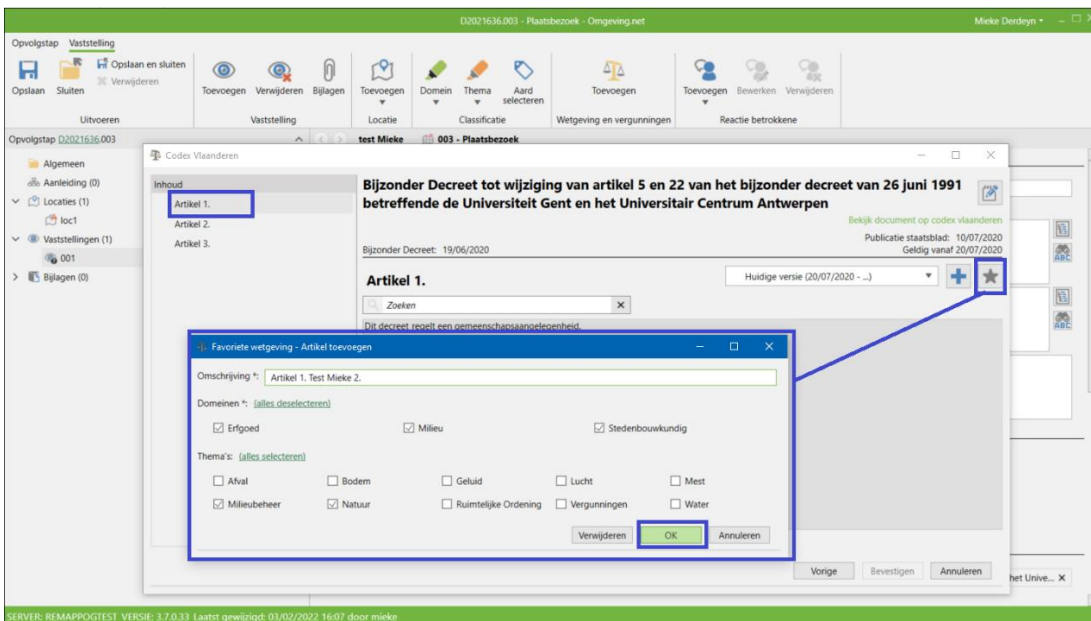 D2021636.003 - Plaatsbezoek - Omgeving.net
Mieke Derdeyn
Opvolgstap Vaststelling
Opslaan Sluiten Opslaan en sluiten Verwijderen
Toevoegen Verwijderen Bijlagen
Toevoegen
Domein Thema Aard selecteren
Toevoegen
Toevoegen Bewerken Verwijderen
Uitvoeren Vaststelling Locatie Classificatie Wetgeving en vergunningen Reactie betrokkene
Opvolgstap D2021636.003
test Mieke 003 - Plaatsbezoek
Algemeen
Aanleiding (0)
Locaties (1)
loc1
Vaststellingen (1)
001
Bijlagen (0)
Codex Vlaanderen
Inhoud
Artikel 1.
Artikel 2.
Artikel 3.
Bijzonder Decreet tot wijziging van artikel 5 en 22 van het bijzonder decreet van 26 juni 1991
betreffende de Universiteit Gent en het Universitair Centrum Antwerpen
Bekijk document op codex vlaanderen
Publicatie staatsblad: 10/07/2020
Bijzonder Decreet: 19/06/2020 Geldig vanaf 20/07/2020
Artikel 1. Huidige versie (20/07/2020 - ...)
Zoeken
Dit decreet regelt een gemeenschapsaangelegenheid.
Favoriete wetgeving - Artikel toevoegen
Omschrijving *: Artikel 1. Test Mieke 2.
Domeinen *: (alles deselecteren)
Erfgoed Milieu Stedenbouwkundig
Thema's: (alles selecteren)
Afval Bodem Geluid Lucht Mest
Milieubeheer Natuur Ruimtelijke Ordening Vergunningen Water
Verwijderen OK Annuleren
Vorige Bevestigen Annuleren
het Unive...
ABC
ABC
SERVER: REMAPPOGTEST VERSIE: 3.7.0.33 Laatst gewijzigd: 03/02/2022 16:07 door mieke